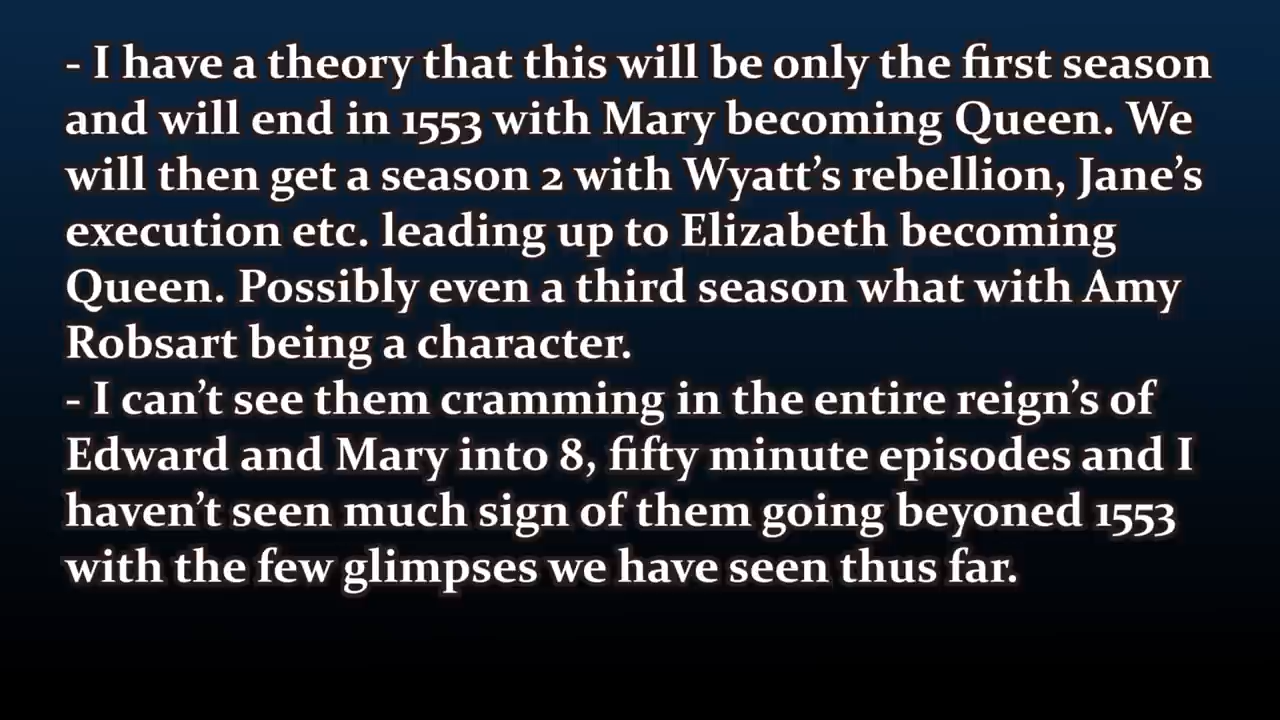 - I have a theory that this will be only the first season
and will end in 1553 with Mary becoming Queen. We
will then get a season 2 with Wyatt’s rebellion, Jane’s
execution etc. leading up to Elizabeth becoming
Queen. Possibly even a third season what with Amy
Robsart being a character.
- I can’t see them cramming in the entire reign’s of
Edward and Mary into 8, fifty minute episodes and I
haven’t seen much sign of them going beyoned 1553
with the few glimpses we have seen thus far.